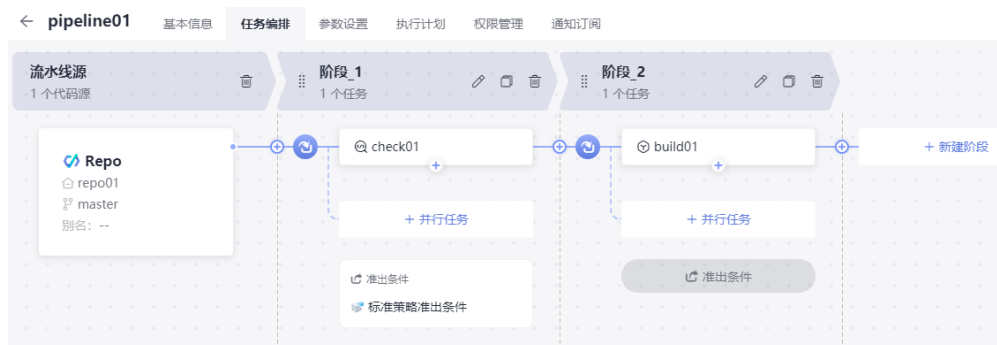 pipeline01 基本信息 任务编排 参数设置 执行计划 权限管理 通知订阅
流水线源
1 个代码源
阶段_1
1 个任务
阶段_2
1 个任务
Repo
repo01
master
别名: --
check01
+ 并行任务
准出条件
标准策略准出条件
build01
+ 并行任务
准出条件
+ 新建阶段